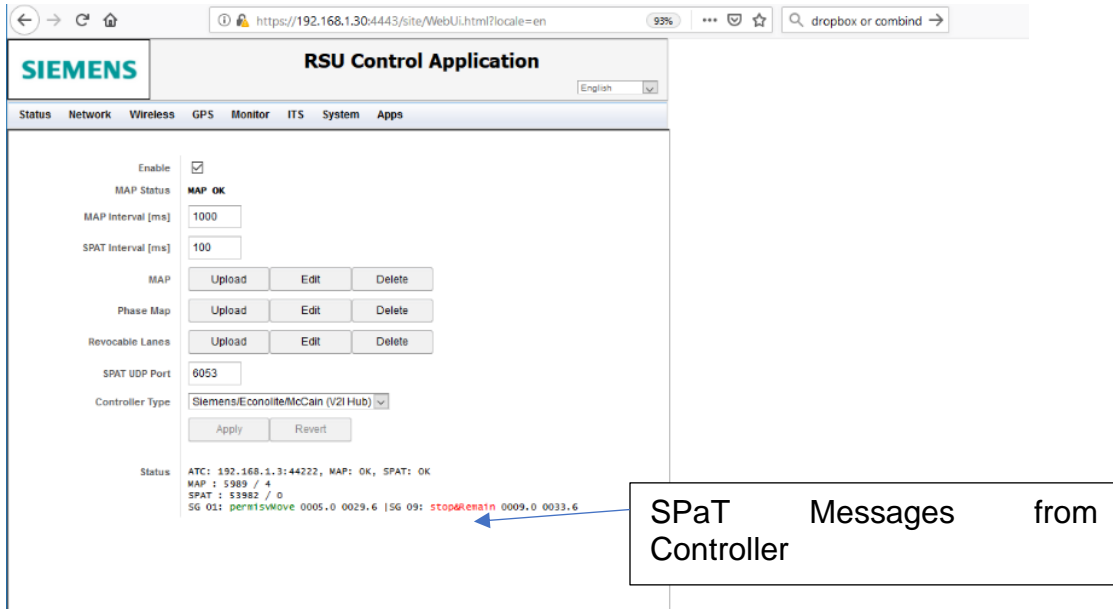 https://192.168.1.30:4443/site/WebUi.html?locale=en 93% dropbox or combind
SIEMENS
RSU Control Application
English
Status Network Wireless GPS Monitor ITS System Apps
Enable
MAP Status MAP OK
MAP Interval [ms] 1000
SPAT Interval [ms] 100
MAP Upload Edit Delete
Phase Map Upload Edit Delete
Revocable Lanes Upload Edit Delete
SPAT UDP Port 6053
Controller Type Siemens/Econolite/McCain (V2I Hub)
Apply Revert
Status ATC: 192.168.1.3:44222, MAP: OK, SPAT: OK
MAP : 5989 / 4
SPAT : 53982 / 0
SG 01: permisvMove 0005.0 0029.6 |SG 09: stop&Remain 0009.0 0033.6
SPaT Messages from
Controller